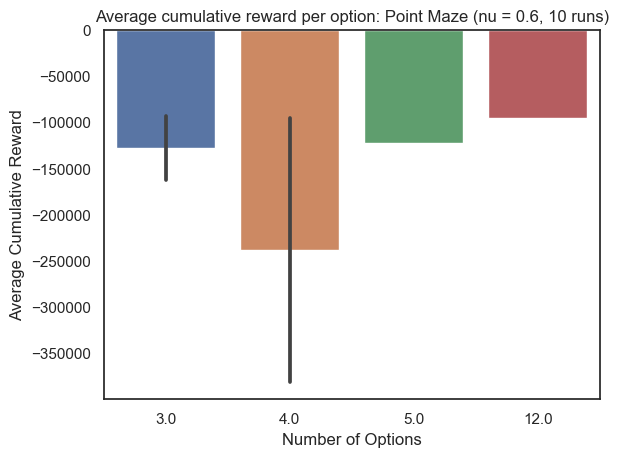 Average cumulative reward per option: Point Maze (nu = 0.6, 10 runs)
0
−50000
−100000
−150000
−200000
−250000
−300000
−350000
Average Cumulative Reward
3.0 4.0 5.0 12.0
Number of Options